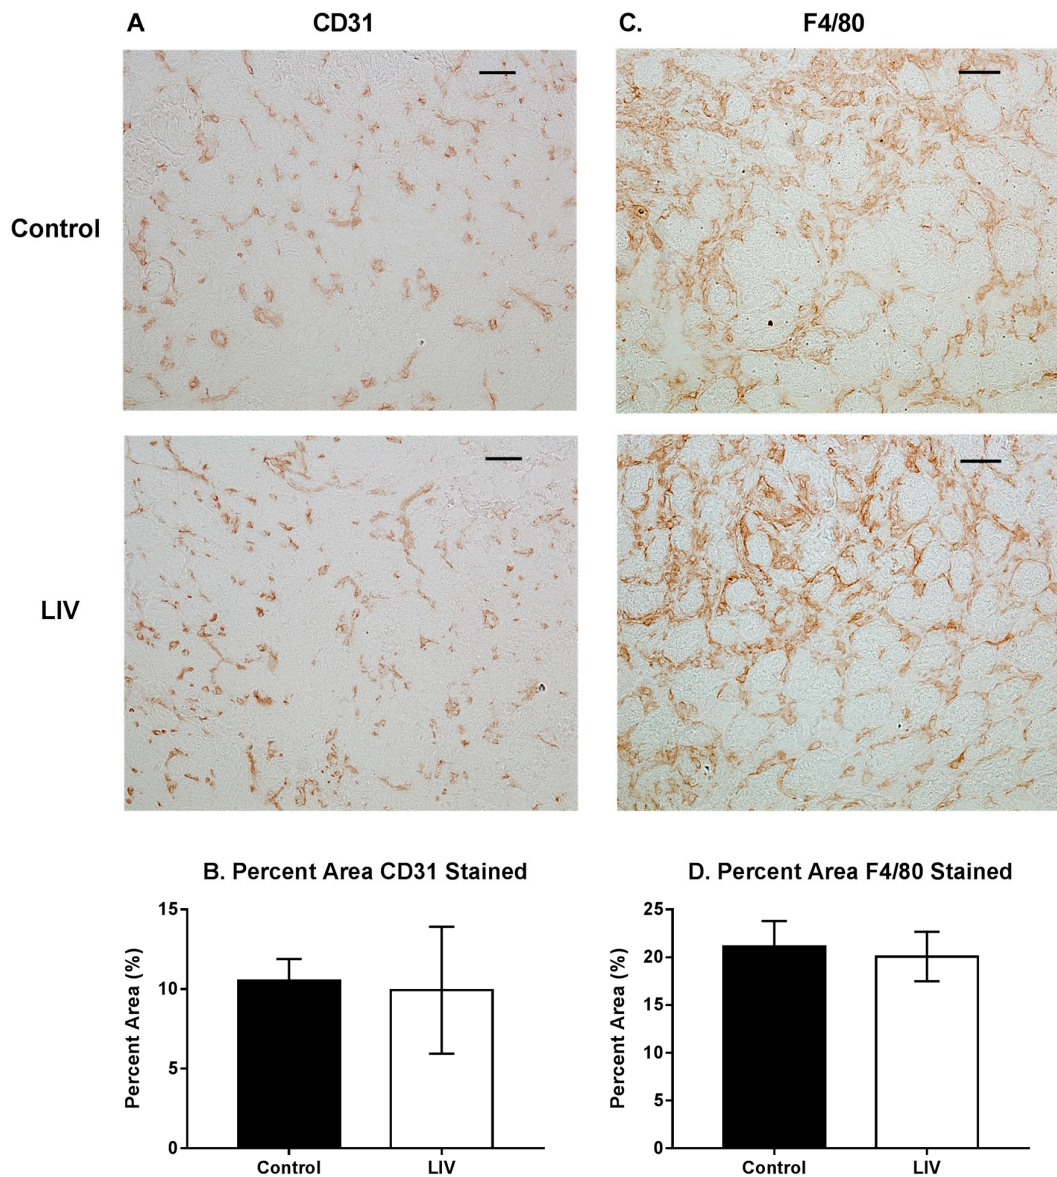 A
CD31
C.
F4/80
Control
LIV
B. Percent Area CD31 Stained
Percent Area (%)
15
10
5
0
Control
LIV
D. Percent Area F4/80 Stained
Percent Area (%)
25
20
15
10
5
0
Control
LIV